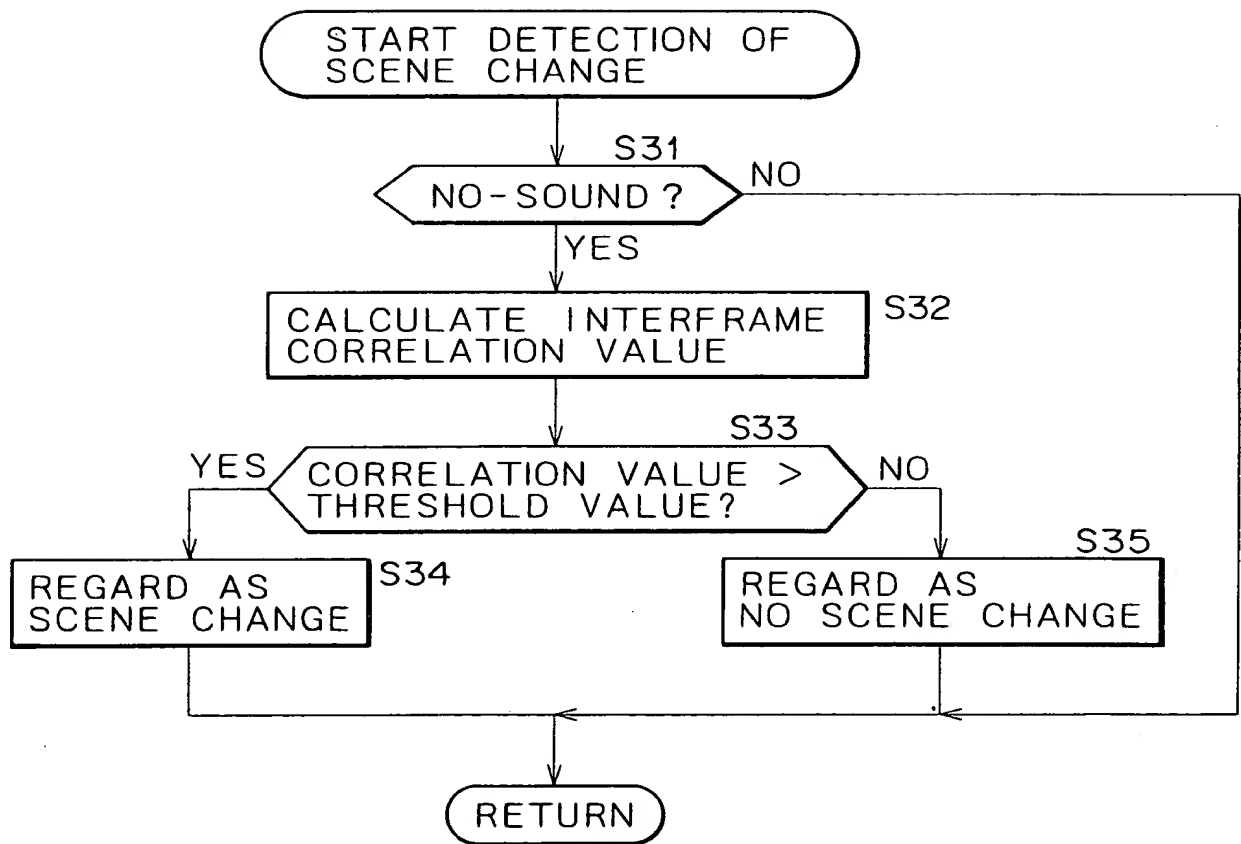 START DETECTION OF
SCENE CHANGE
S31
NO-SOUND?
NO
YES
CALCULATE INTERFRAME
CORRELATION VALUE
S32
S33
YES
CORRELATION VALUE >
THRESHOLD VALUE?
NO
REGARD AS
SCENE CHANGE
S34
S35
REGARD AS
NO SCENE CHANGE
RETURN